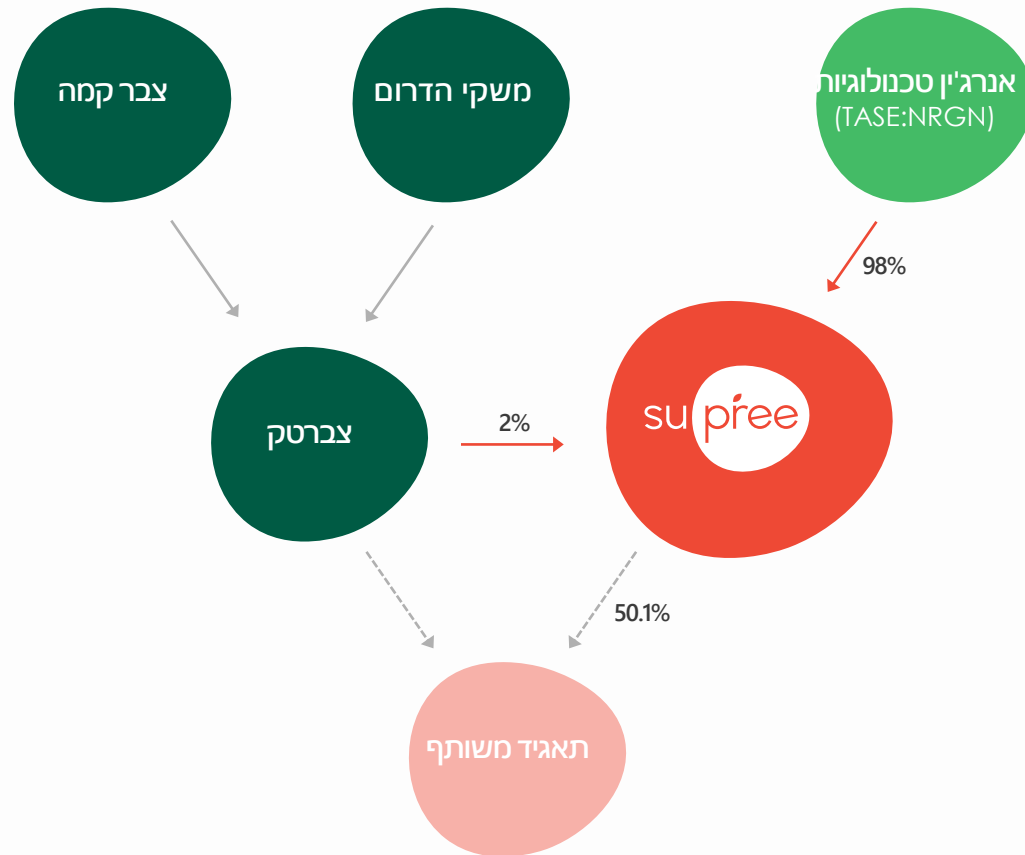 אנרג'ין טכנולוגיות
(TASE:NRGN)
משקי הדרום
צבר קמה
98%
supree
2%
צברטק
50.1%
תאגיד משותף